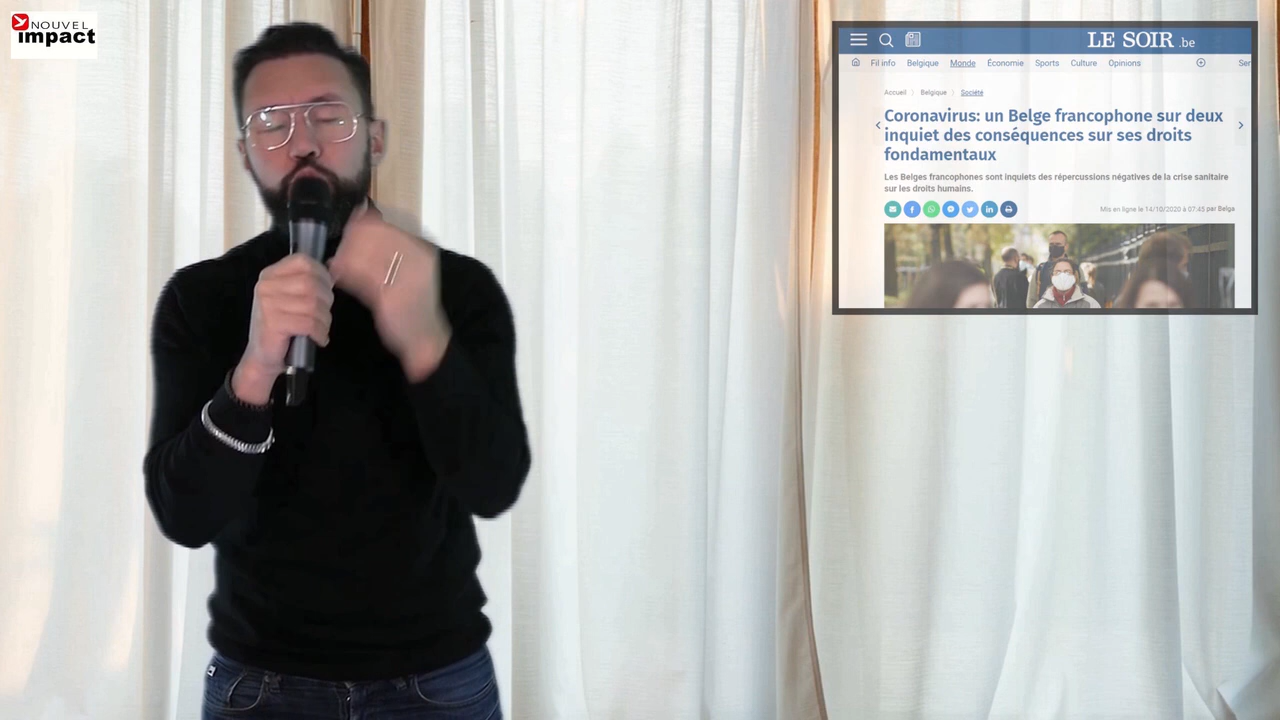 NOUVEL
impact
LE SOIR .be
Fil info Belgique Monde Économie Sports Culture Opinions Ser
Accueil Belgique Société
Coronavirus: un Belge francophone sur deux
inquiet des conséquences sur ses droits
fondamentaux
Les Belges francophones sont inquiets des répercussions négatives de la crise sanitaire
sur les droits humains.
Mis en ligle le 14/10/2020 à 07:45 par Belga